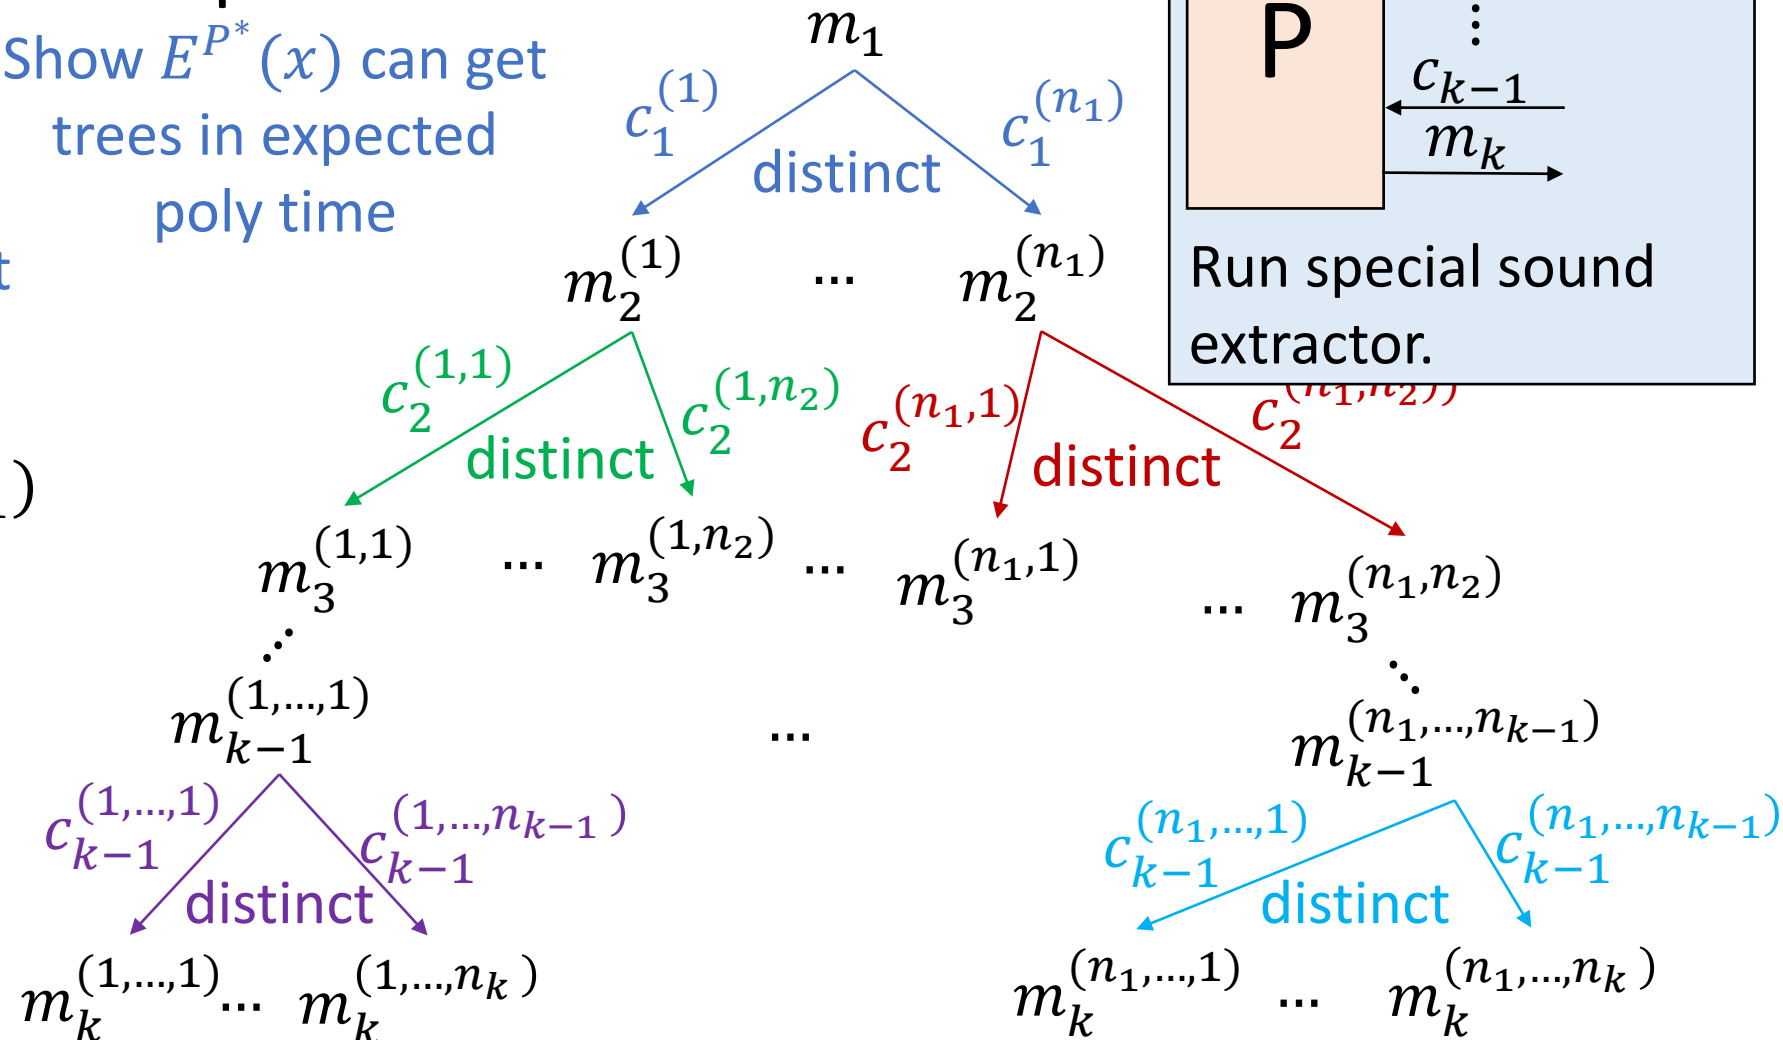 Show E^{P*}(x) can get
trees in expected
poly time
t
)
m_1
c_1^{(1)} distinct c_1^{(n_1)}
m_2^{(1)} ... m_2^{(n_1)}
c_2^{(1,1)} distinct c_2^{(1,n_2)} c_2^{(n_1,1)} distinct c_2^{(n_1,n_2))}
m_3^{(1,1)} ... m_3^{(1,n_2)} ... m_3^{(n_1,1)} ... m_3^{(n_1,n_2)}
⋰ ⋱
m_{k-1}^{(1,...,1)} ... m_{k-1}^{(n_1,...,n_{k-1})}
c_{k-1}^{(1,...,1)} distinct c_{k-1}^{(1,...,n_{k-1})} c_{k-1}^{(n_1,...,1)} distinct c_{k-1}^{(n_1,...,n_{k-1})}
m_k^{(1,...,1)} ... m_k^{(1,...,n_k)} m_k^{(n_1,...,1)} ... m_k^{(n_1,...,n_k)}
P
⋮
c_{k-1}
m_k
Run special sound
extractor.